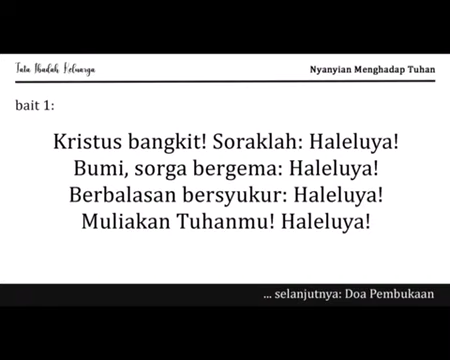 Tata Ibadah Keluarga
Nyanyian Menghadap Tuhan
bait 1:
Kristus bangkit! Soraklah: Haleluya!
Bumi, sorga bergema: Haleluya!
Berbalasan bersyukur: Haleluya!
Muliakan Tuhanmu! Haleluya!
... selanjutnya: Doa Pembukaan